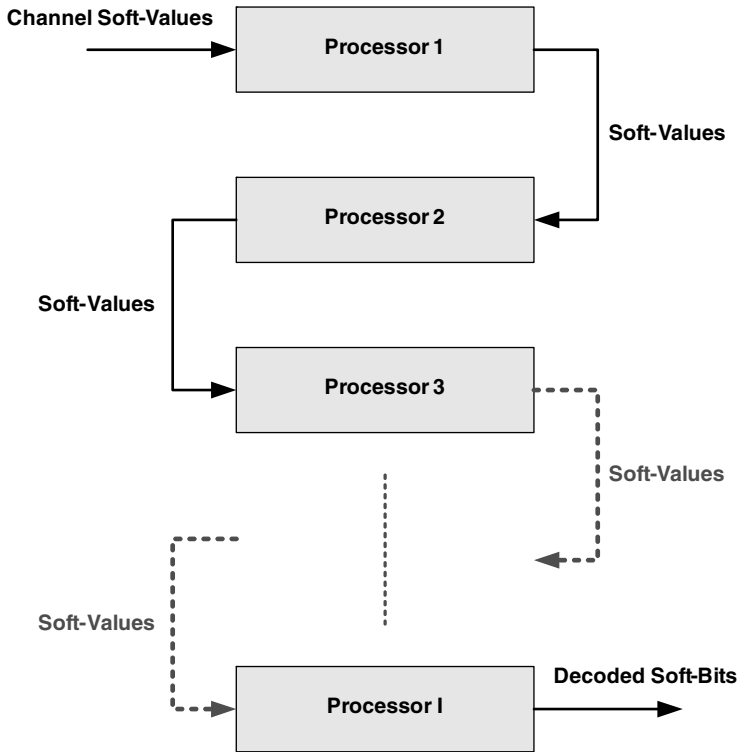 Channel Soft-Values
Processor 1
Soft-Values
Processor 2
Soft-Values
Processor 3
Soft-Values
Soft-Values
Decoded Soft-Bits
Processor I